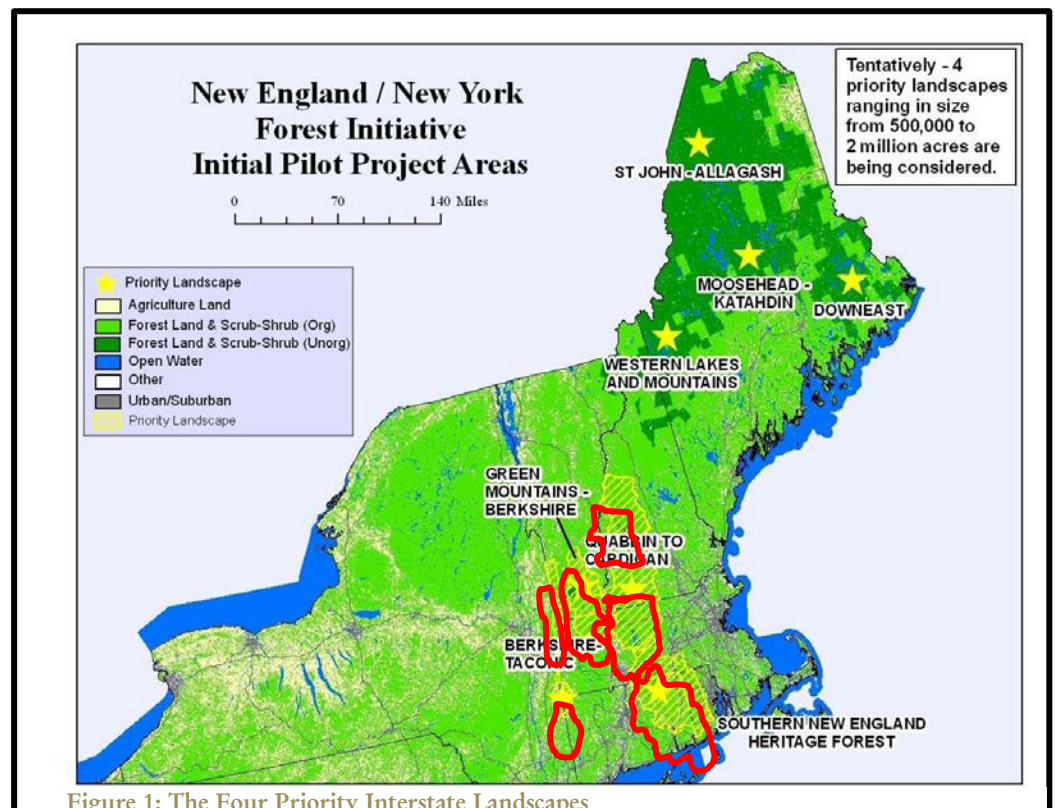 New England / New York
Forest Initiative
Initial Pilot Project Areas
0 70 140 Miles
Tentatively - 4
priority landscapes
ranging in size
from 500,000 to
2 million acres are
being considered.
Priority Landscape
Agriculture Land
Forest Land & Scrub-Shrub (Org)
Forest Land & Scrub-Shrub (Unorg)
Open Water
Other
Urban/Suburban
Priority Landscape
ST JOHN - ALLAGASH
MOOSEHEAD -
KATAHDIN
DOWNEAST
WESTERN LAKES
AND MOUNTAINS
GREEN
MOUNTAINS -
BERKSHIRE
QUABBIN TO
CARDIGAN
BERKSHIRE-
TACONIC
SOUTHERN NEW ENGLAND
HERITAGE FOREST
Figure 1: The Four Priority Interstate Landscapes